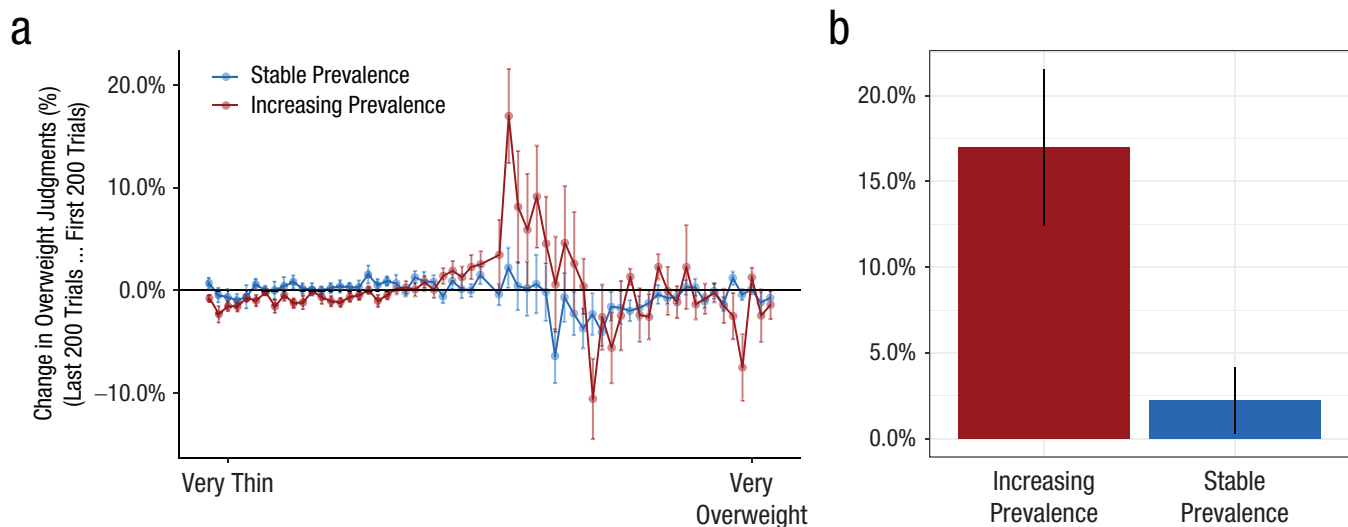 a
Change in Overweight Judgments (%)
(Last 200 Trials ... First 200 Trials)
20.0%
10.0%
0.0%
−10.0%
Stable Prevalence
Increasing Prevalence
Very Thin
Very
Overweight
b
20.0%
15.0%
10.0%
5.0%
0.0%
Increasing
Prevalence
Stable
Prevalence